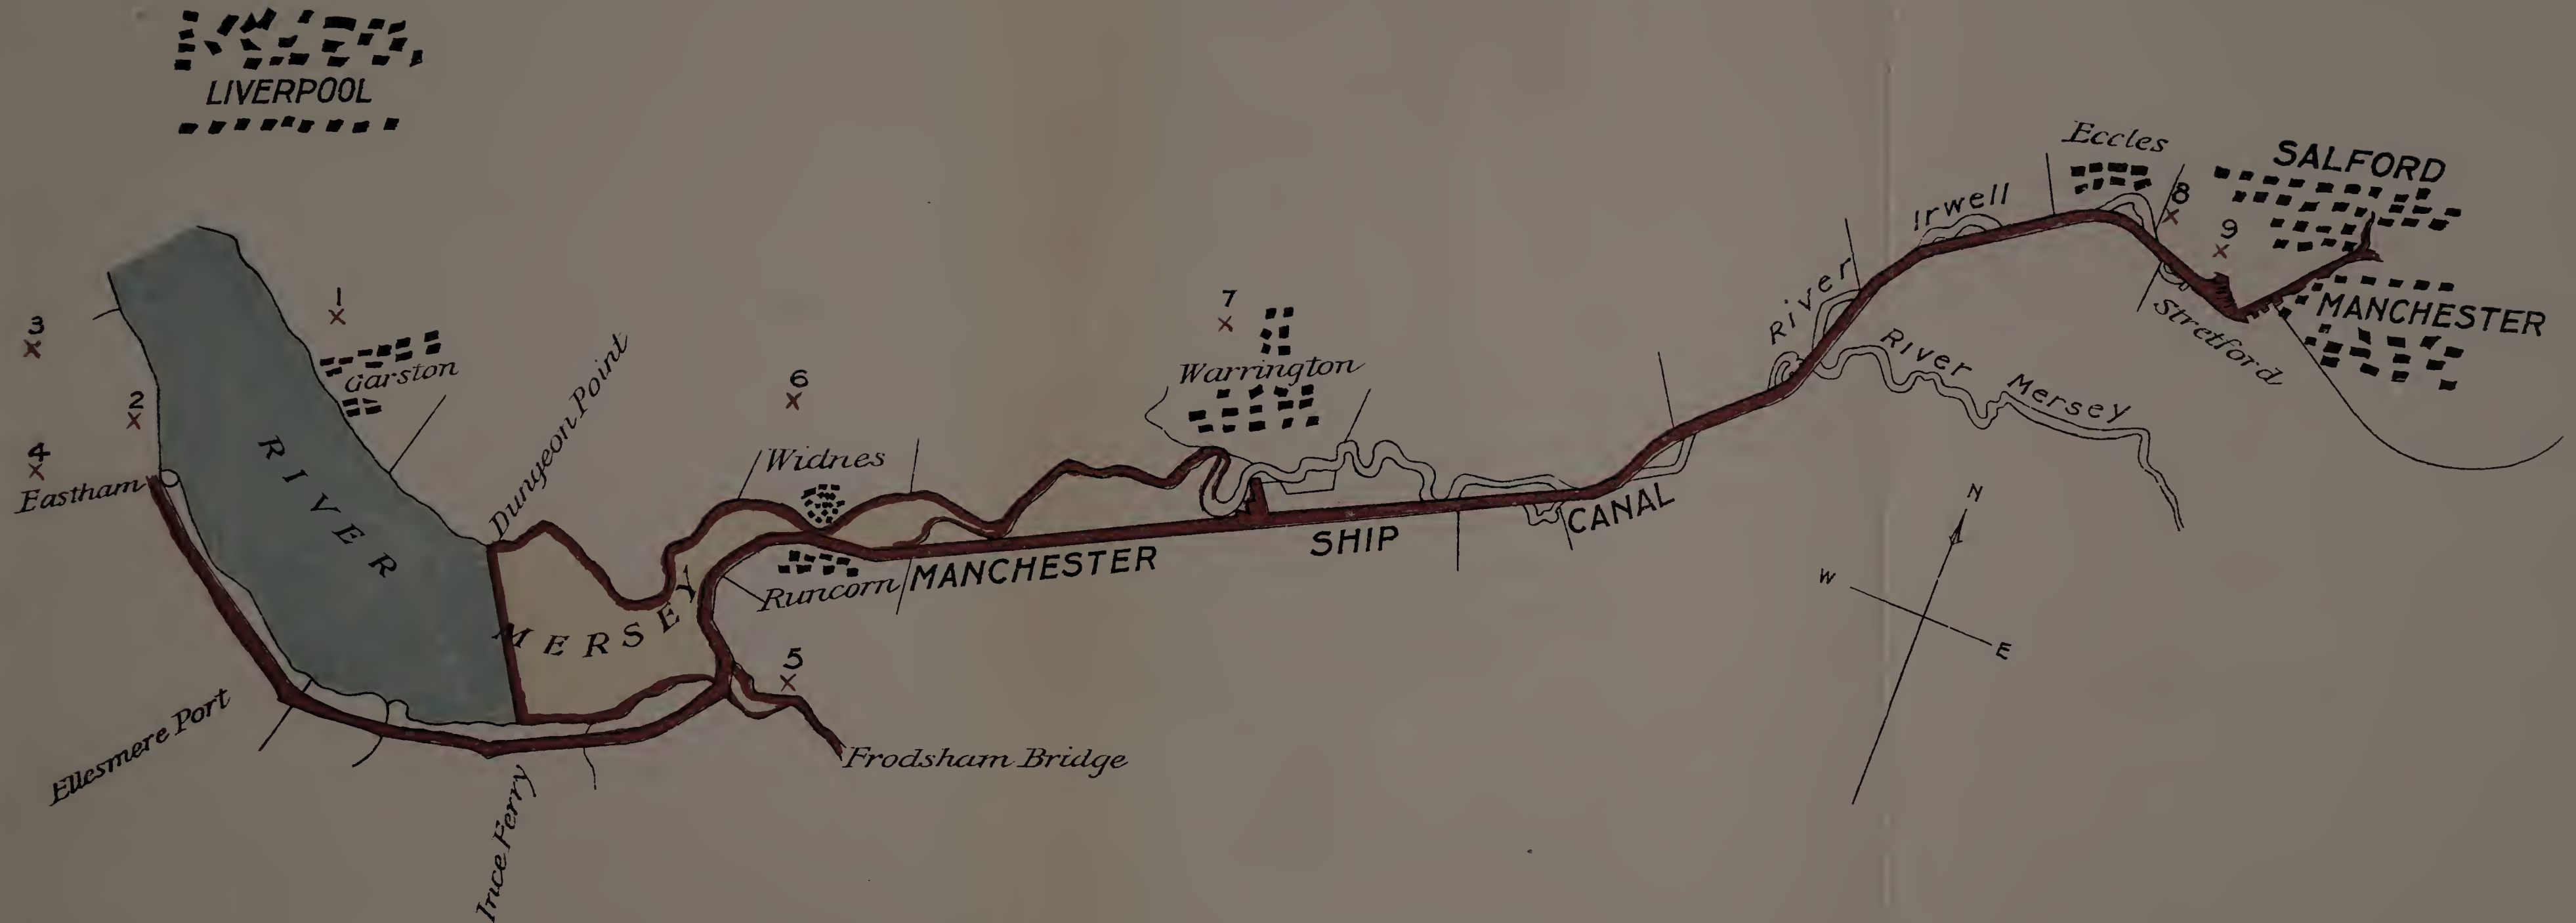 LIVERPOOL
Eccles
SALFORD
8
9
Irwell
River
MANCHESTER
Stretford
River Mersey
1
3
2
4
Garston
Eastham
RIVER
Dungeon Point
6
Widnes
7
Warrington
MERSEY
Runcorn
MANCHESTER SHIP CANAL
5
Frodsham Bridge
Ellesmere Port
Ince Ferry
N
W
E